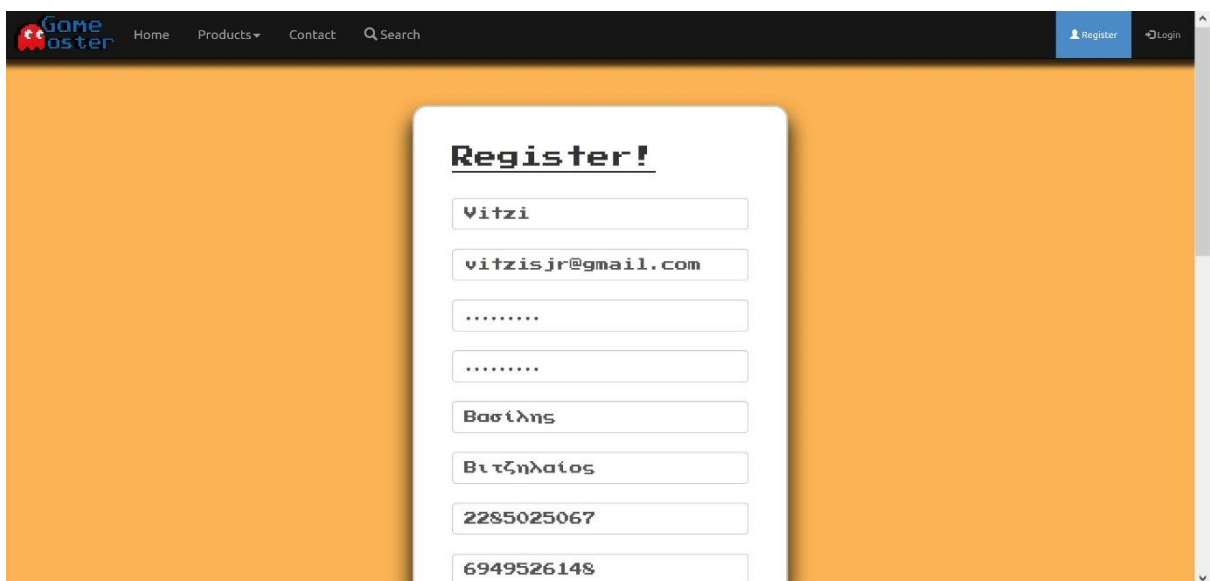 Game
Master Home Products Contact Search Register Login
Register!
Vitzi
vitzisjr@gmail.com
.........
.........
Βασίλης
Βιτζηλαίος
2285025067
6949526148